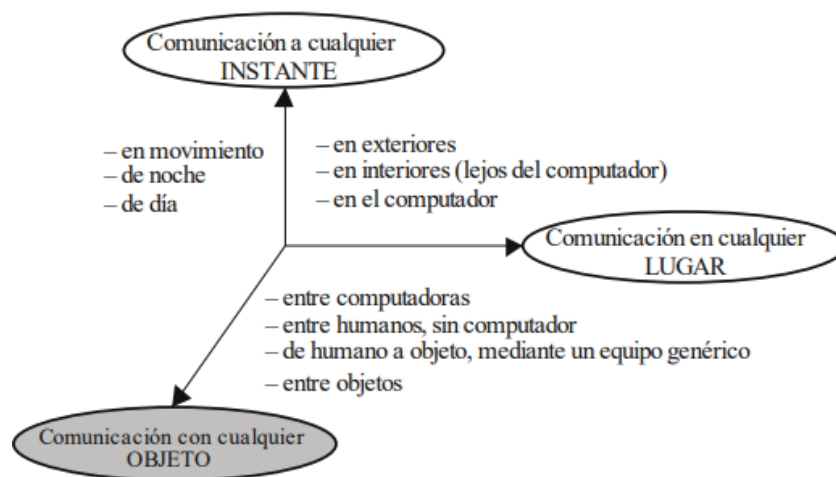 Comunicación a cualquier
INSTANTE
– en movimiento
– de noche
– de día
– en exteriores
– en interiores (lejos del computador)
– en el computador
Comunicación en cualquier
LUGAR
– entre computadoras
– entre humanos, sin computador
– de humano a objeto, mediante un equipo genérico
– entre objetos
Comunicación con cualquier
OBJETO